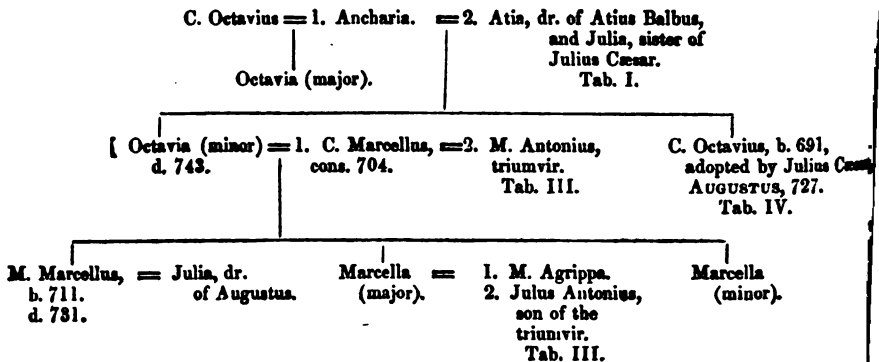 C. Octavius = 1. Ancharia. = 2. Atia, dr. of Atius Balbus,
and Julia, sister of
Julius Cæsar.
Tab. I.
Octavia (major).
[ Octavia (minor) = 1. C. Marcellus, = 2. M. Antonius, C. Octavius, b. 691,
d. 743. cons. 704. triumvir. adopted by Julius Cæsar
Tab. III. AUGUSTUS, 727.
Tab. IV.
M. Marcellus, = Julia, dr. Marcella = 1. M. Agrippa. Marcella
b. 711. of Augustus. (major). 2. Julus Antonius, (minor).
d. 731. son of the
triumvir.
Tab. III.